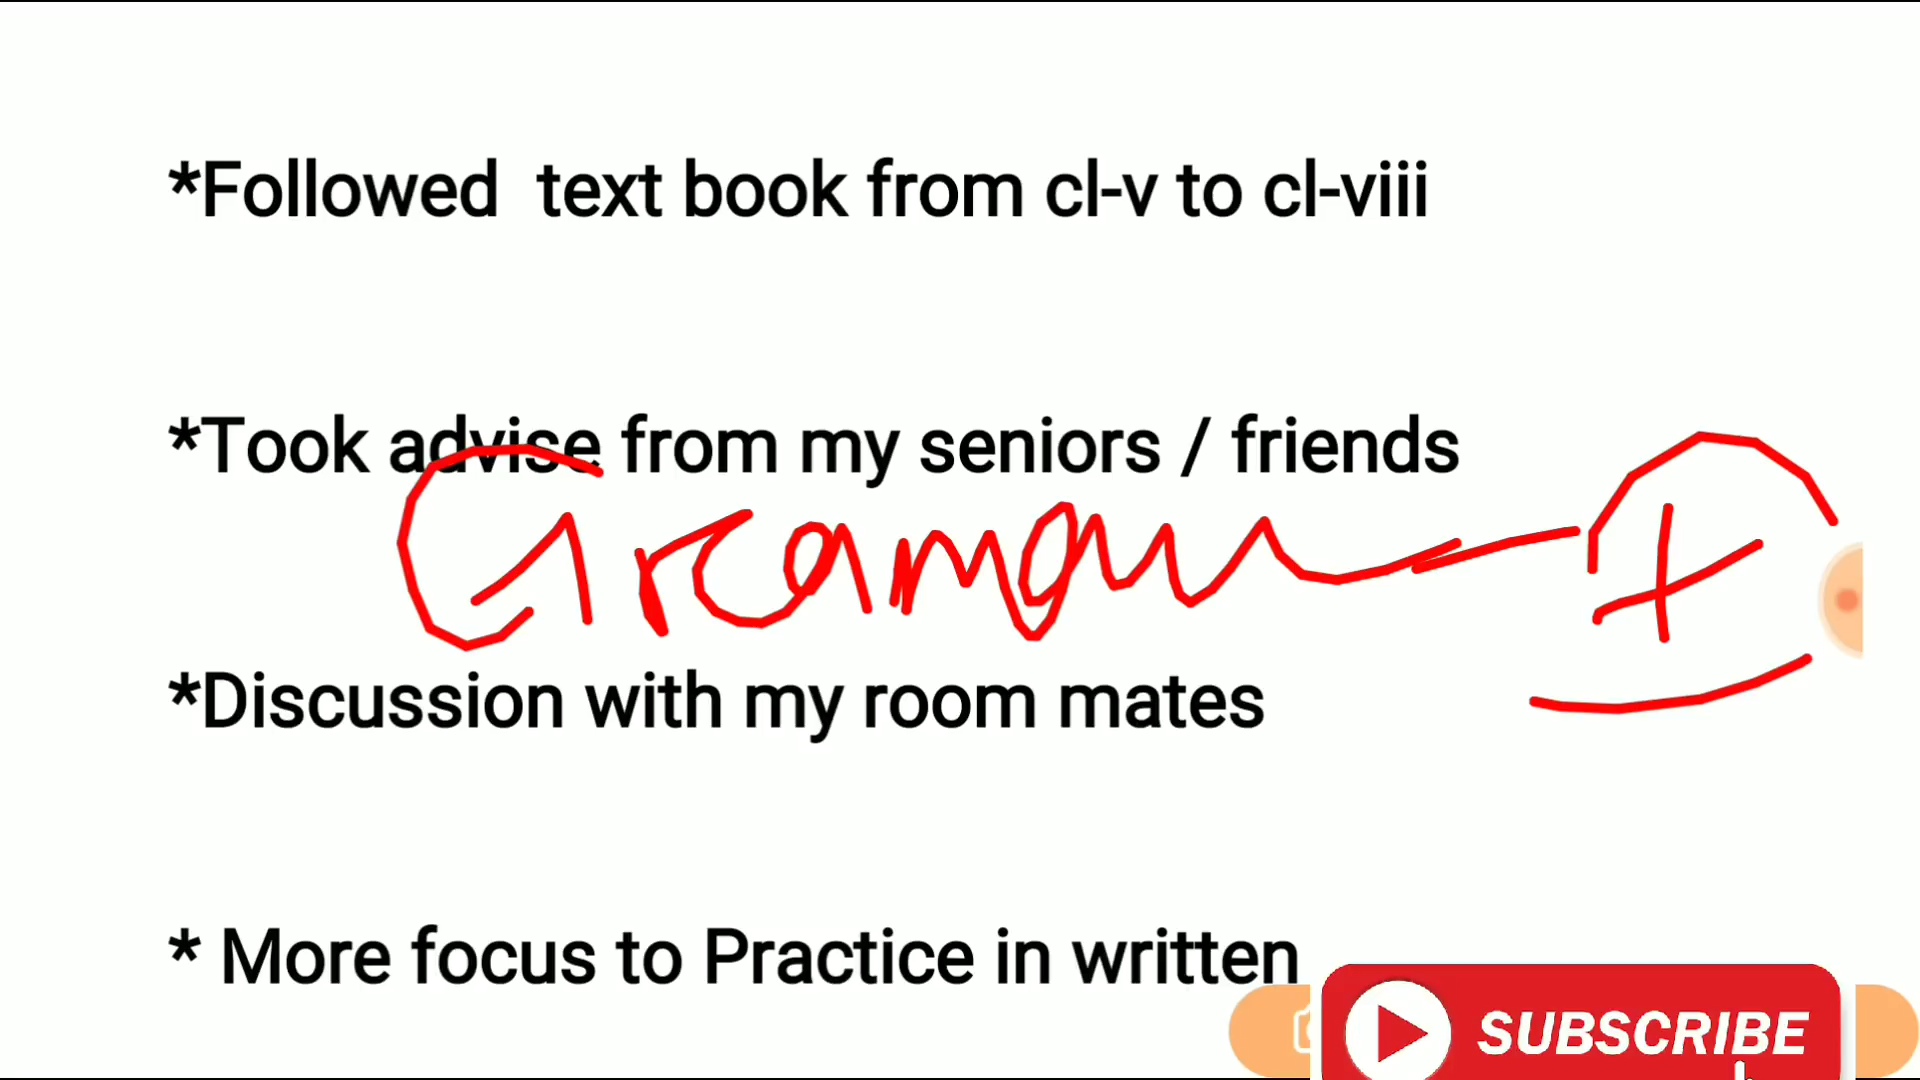 *Followed text book from cl-v to cl-viii
*Took advise from my seniors / friends
*Discussion with my room mates
* More focus to Practice in written
SUBSCRIBE